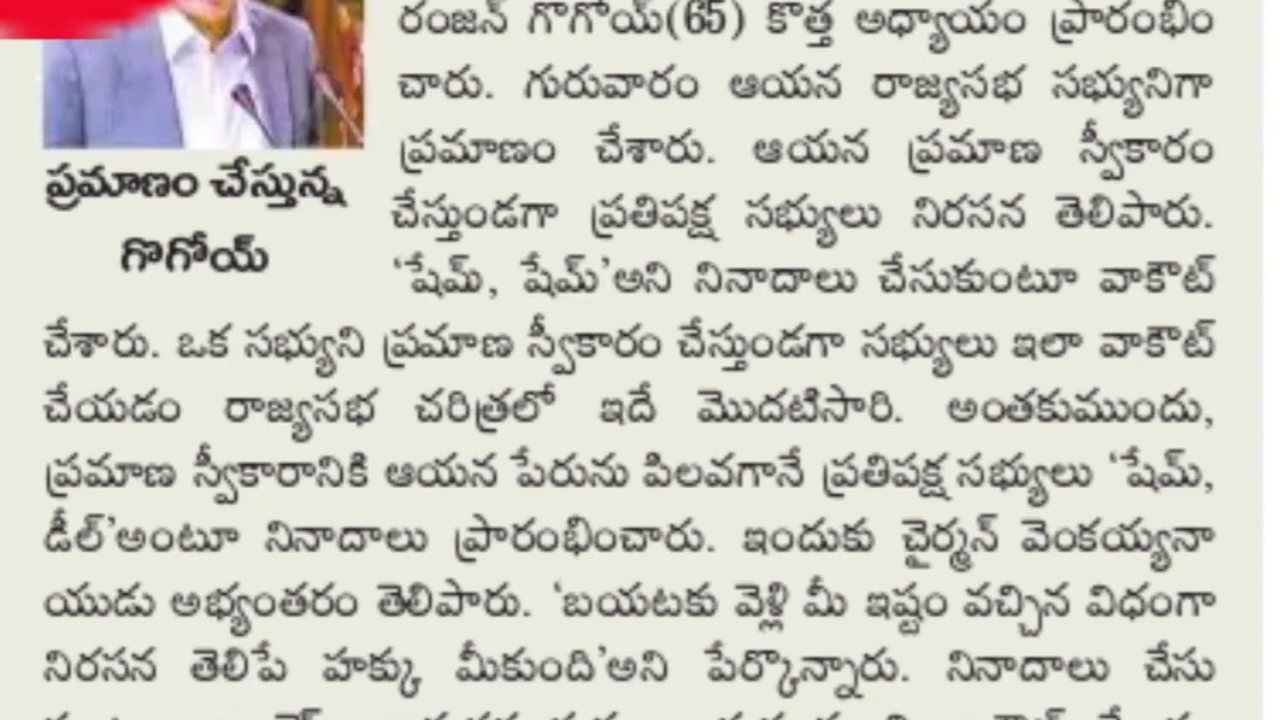 రంజన్ గొగోయ్(65) కొత్త అధ్యాయం ప్రారంభిం
చారు. గురువారం ఆయన రాజ్యసభ సభ్యునిగా
ప్రమాణం చేశారు. ఆయన ప్రమాణ స్వీకారం
చేస్తుండగా ప్రతిపక్ష సభ్యులు నిరసన తెలిపారు.
‘షేమ్, షేమ్’అని నినాదాలు చేసుకుంటూ వాకౌట్
ప్రమాణం చేస్తున్న
గొగోయ్
చేశారు. ఒక సభ్యుని ప్రమాణ స్వీకారం చేస్తుండగా సభ్యులు ఇలా వాకౌట్
చేయడం రాజ్యసభ చరిత్రలో ఇదే మొదటిసారి. అంతకుముందు,
ప్రమాణ స్వీకారానికి ఆయన పేరును పిలవగానే ప్రతిపక్ష సభ్యులు ‘షేమ్,
డీల్’అంటూ నినాదాలు ప్రారంభించారు. ఇందుకు చైర్మన్ వెంకయ్యనా
యుడు అభ్యంతరం తెలిపారు. ‘బయటకు వెళ్లి మీ ఇష్టం వచ్చిన విధంగా
నిరసన తెలిపే హక్కు మీకుంది’అని పేర్కొన్నారు. నినాదాలు చేసు